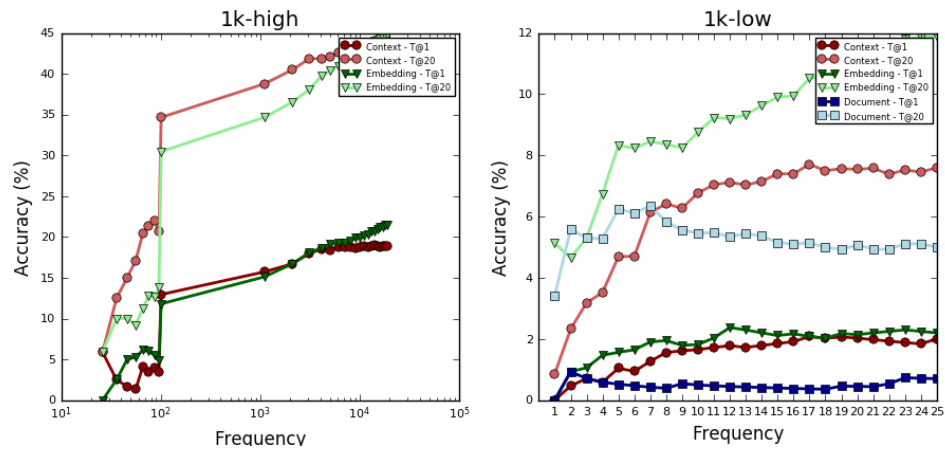 1k-high
45
40
35
30
25
20
15
10
5
0
Accuracy (%)
Context - T@1
Context - T@20
Embedding - T@1
Embedding - T@20
10¹ 10² 10³ 10⁴ 10⁵
Frequency
1k-low
12
10
8
6
4
2
0
Accuracy (%)
Context - T@1
Context - T@20
Embedding - T@1
Embedding - T@20
Document - T@1
Document - T@20
1 2 3 4 5 6 7 8 9 10 11 12 13 14 15 16 17 18 19 20 21 22 23 24 25
Frequency